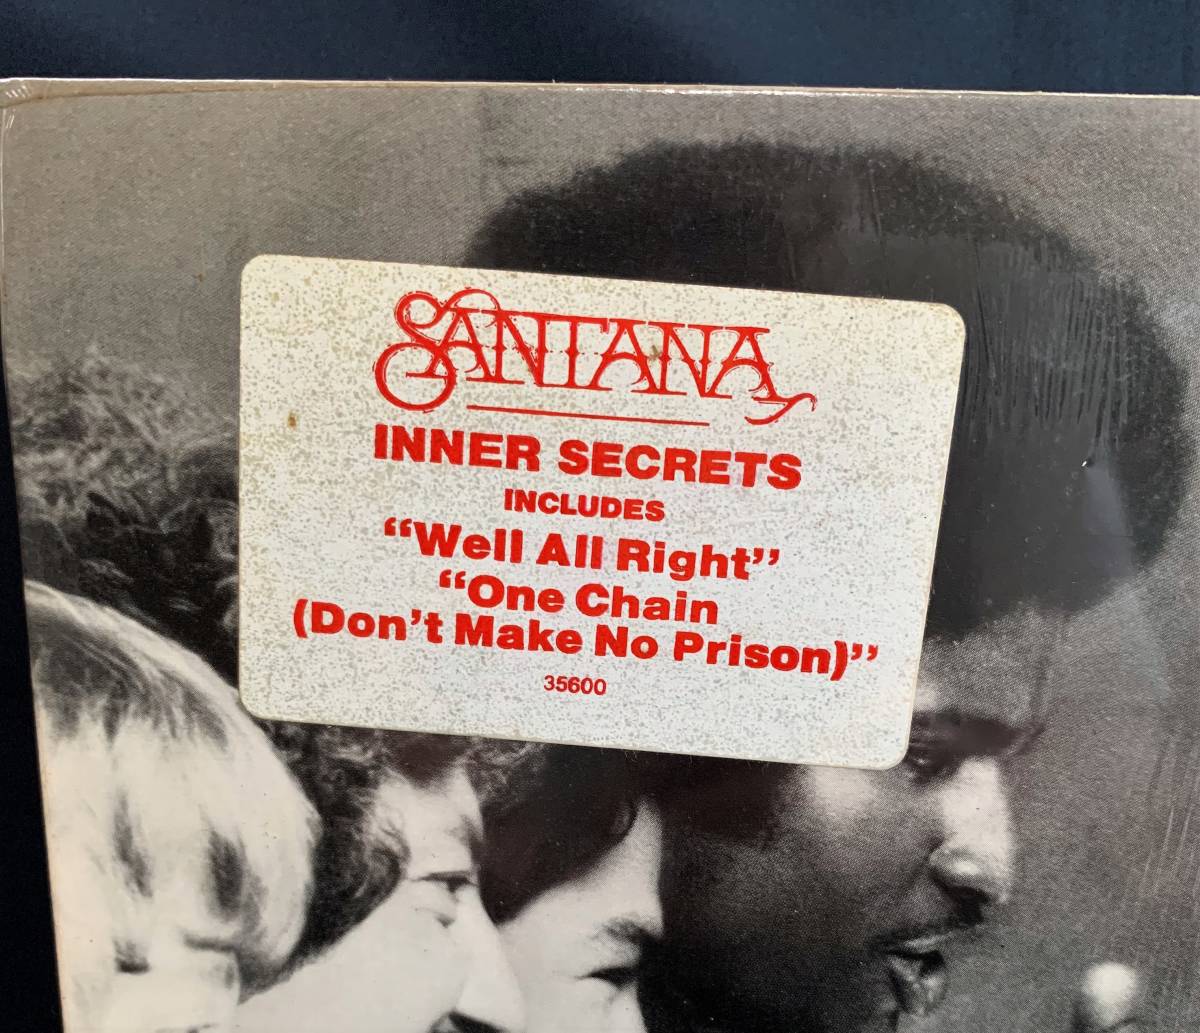 SANTANA
INNER SECRETS
INCLUDES
“Well All Right”
“One Chain
(Don’t Make No Prison)”
35600